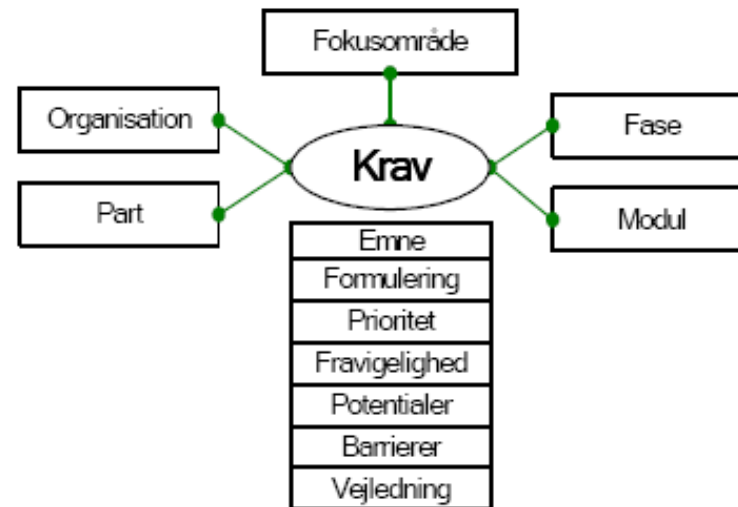 Fokusområde
Organisation
Fase
Krav
Part
Modul
Emne
Formulering
Prioritet
Fravigelighed
Potentialer
Barrierer
Vejledning